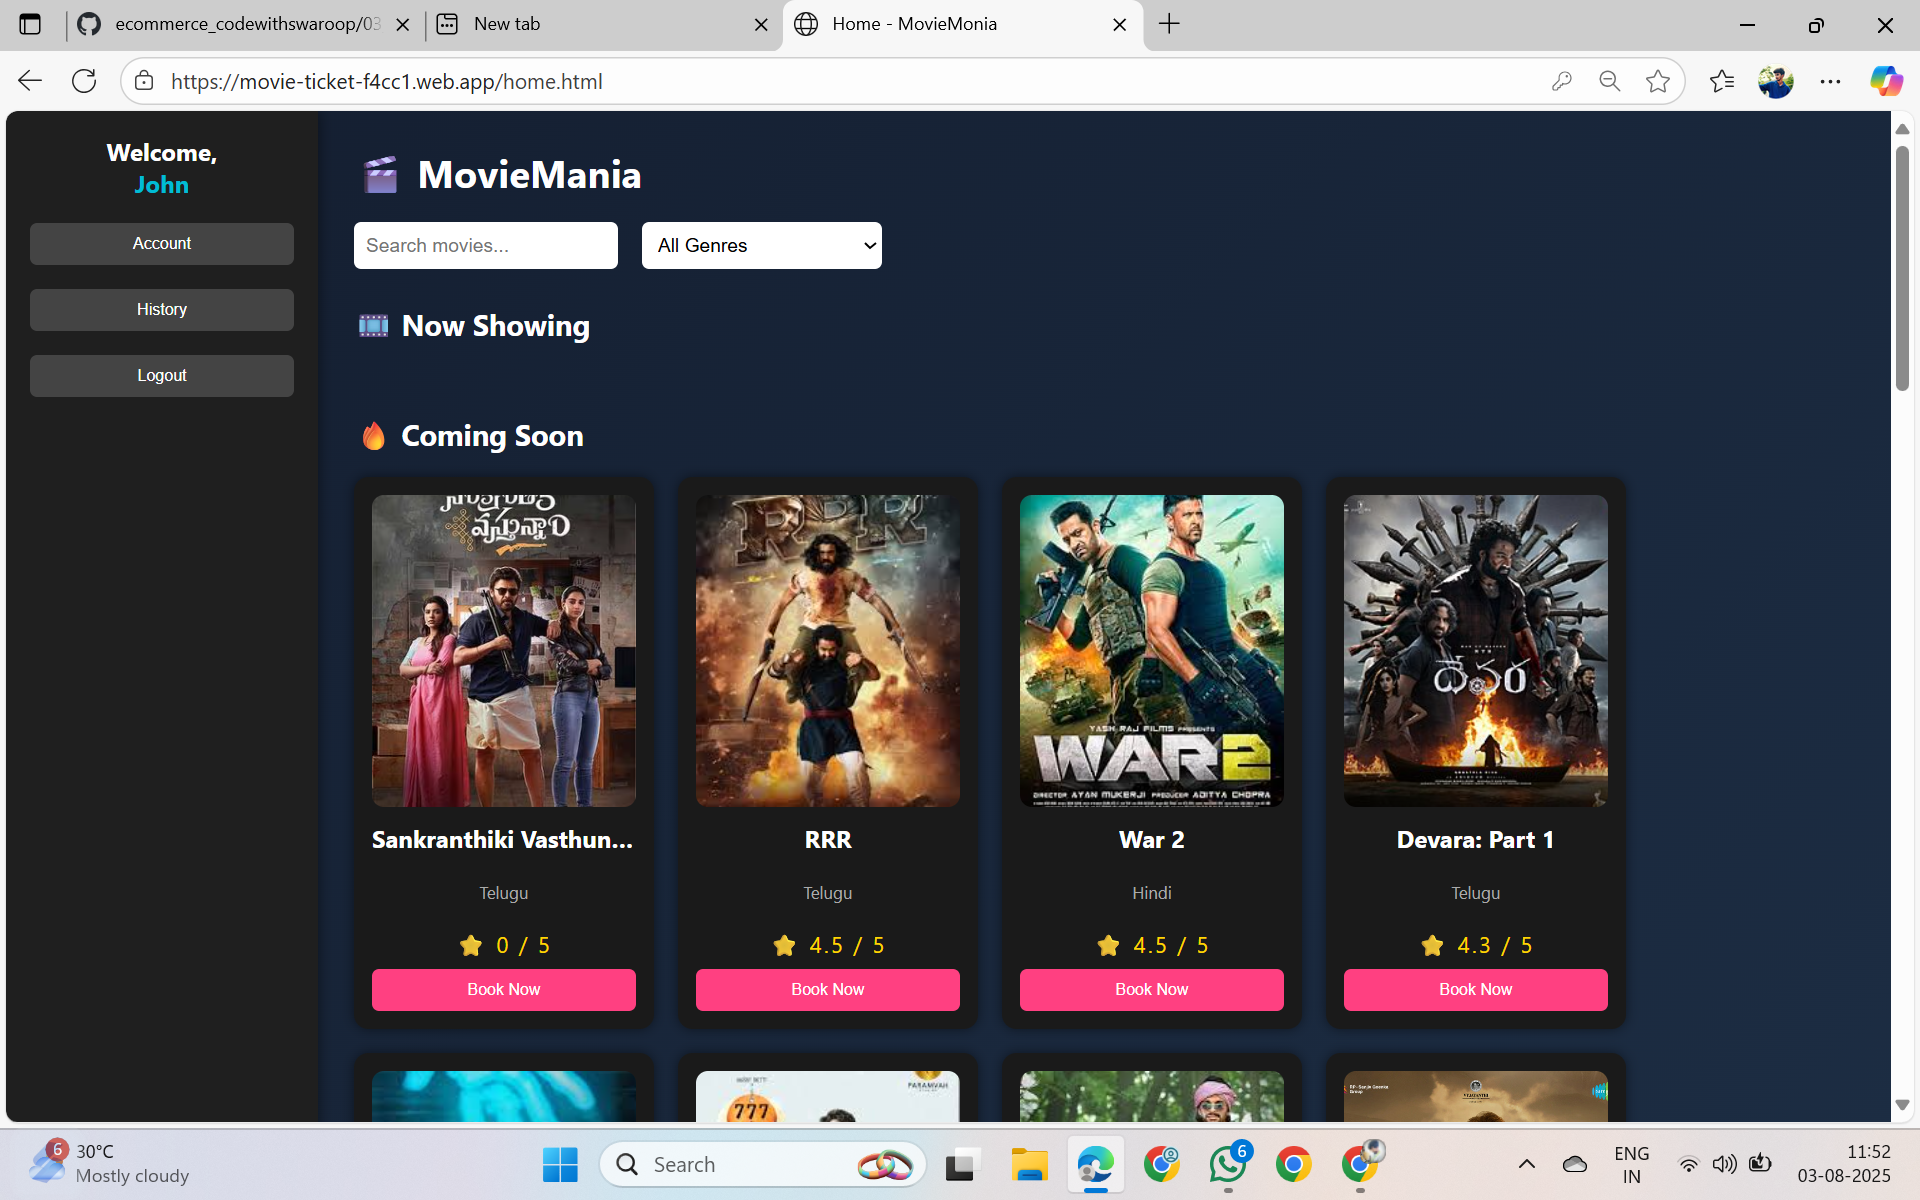 ecommerce_codewithswaroop/03
New tab
Home - MovieMonia
https://movie-ticket-f4cc1.web.app/home.html
Welcome,
John
Account
History
Logout
MovieMania
Search movies...
All Genres
Now Showing
Coming Soon
వస్తున్నాం
RRR
YASH RAJ FILMS PRESENTS
WAR 2
DIRECTOR AYAN MUKERJI PRODUCER ADITYA CHOPRA
దేవర
Sankranthiki Vasthun...
RRR
War 2
Devara: Part 1
Telugu
Telugu
Hindi
Telugu
0 / 5
4.5 / 5
4.5 / 5
4.3 / 5
Book Now
Book Now
Book Now
Book Now
777
PARAMVAH
6
30°C
Mostly cloudy
Search
6
ENG
IN
11:52
03-08-2025